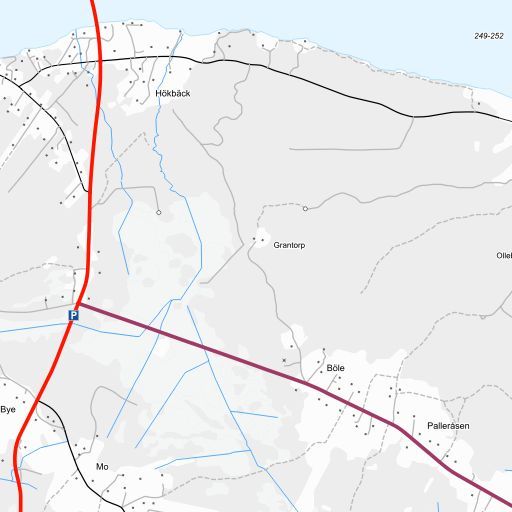 249-252
Hökbäck
Grantorp
Olleb
P
Böle
Bye
Palleråsen
Mo